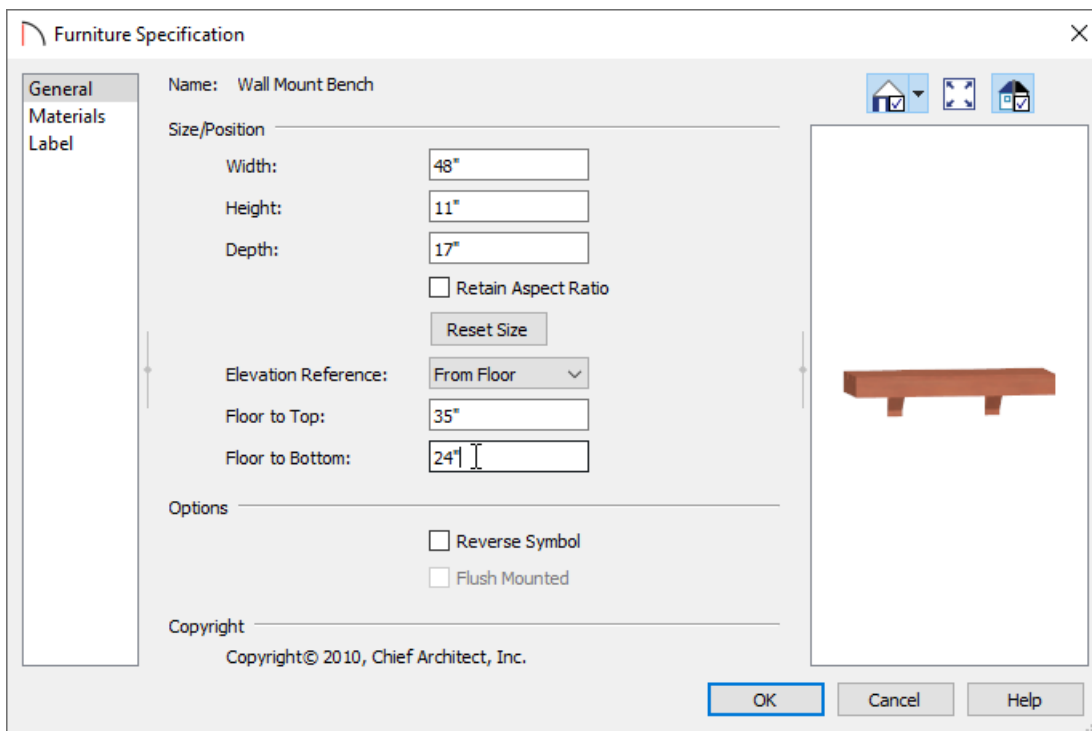 Furniture Specification
General
Materials
Label
Name: Wall Mount Bench
Size/Position
Width: 48"
Height: 11"
Depth: 17"
Retain Aspect Ratio
Reset Size
Elevation Reference: From Floor
Floor to Top: 35"
Floor to Bottom: 24"
Options
Reverse Symbol
Flush Mounted
Copyright
Copyright© 2010, Chief Architect, Inc.
OK Cancel Help